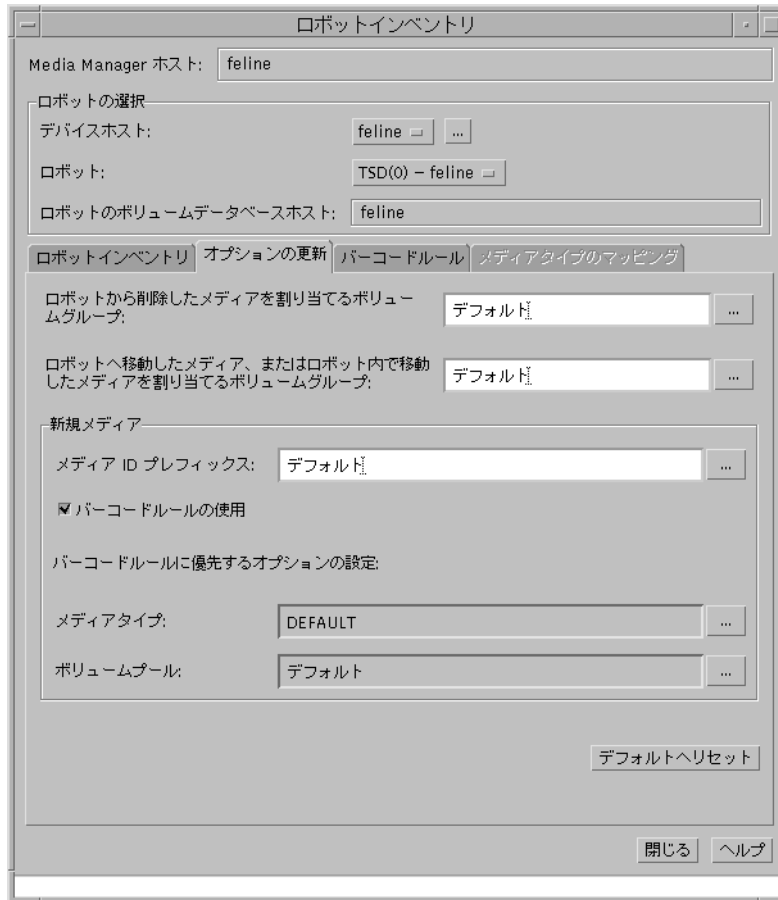 ロボットインベントリ
Media Manager ホスト: feline
ロボットの選択
デバイスホスト: feline ...
ロボット: TSD(0) – feline
ロボットのボリュームデータベースホスト: feline
ロボットインベントリ オプションの更新 バーコードルール メディアタイプのマッピング
ロボットから削除したメディアを割り当てるボリュー
ムグループ: デフォルト ...
ロボットへ移動したメディア、またはロボット内で移動
したメディアを割り当てるボリュームグループ: デフォルト ...
新規メディア
メディア ID プレフィックス: デフォルト ...
バーコードルールの使用
バーコードルールに優先するオプションの設定:
メディアタイプ: DEFAULT ...
ボリュームプール: デフォルト ...
デフォルトへリセット
閉じる ヘルプ